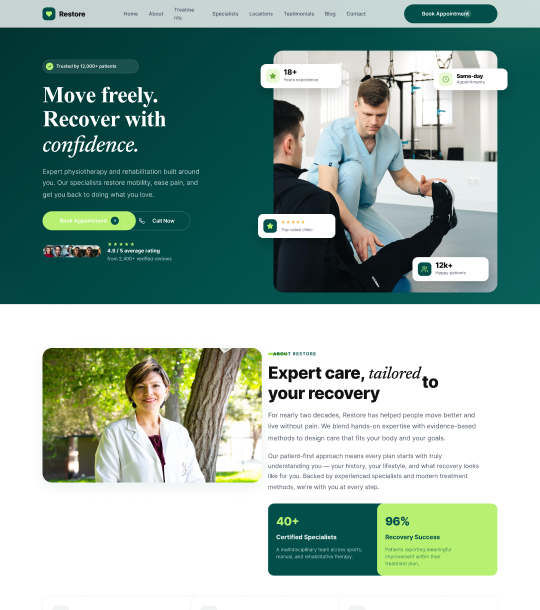 Restore
Home
About
Treatme
nts
Specialists
Locations
Testimonials
Blog
Contact
Book Appointment
Trusted by 12,000+ patients
Move freely.
Recover with
confidence.
Expert physiotherapy and rehabilitation built around
you. Our specialists restore mobility, ease pain, and
get you back to doing what you love.
Book Appointment
Call Now
★★★★★
4.9 / 5 average rating
from 2,400+ verified reviews
18+
Years experience
Same-day
Appointments
★★★★★
Top-rated clinic
12k+
Happy patients
ABOUT RESTORE
Expert care, tailored to
your recovery
For nearly two decades, Restore has helped people move better and
live without pain. We blend hands-on expertise with evidence-based
methods to design care that fits your body and your goals.
Our patient-first approach means every plan starts with truly
understanding you — your history, your lifestyle, and what recovery looks
like for you. Backed by experienced specialists and modern treatment
methods, we're with you at every step.
40+
Certified Specialists
A multidisciplinary team across sports,
manual, and rehabilitative therapy.
96%
Recovery Success
Patients reporting meaningful
improvement within their
treatment plan.